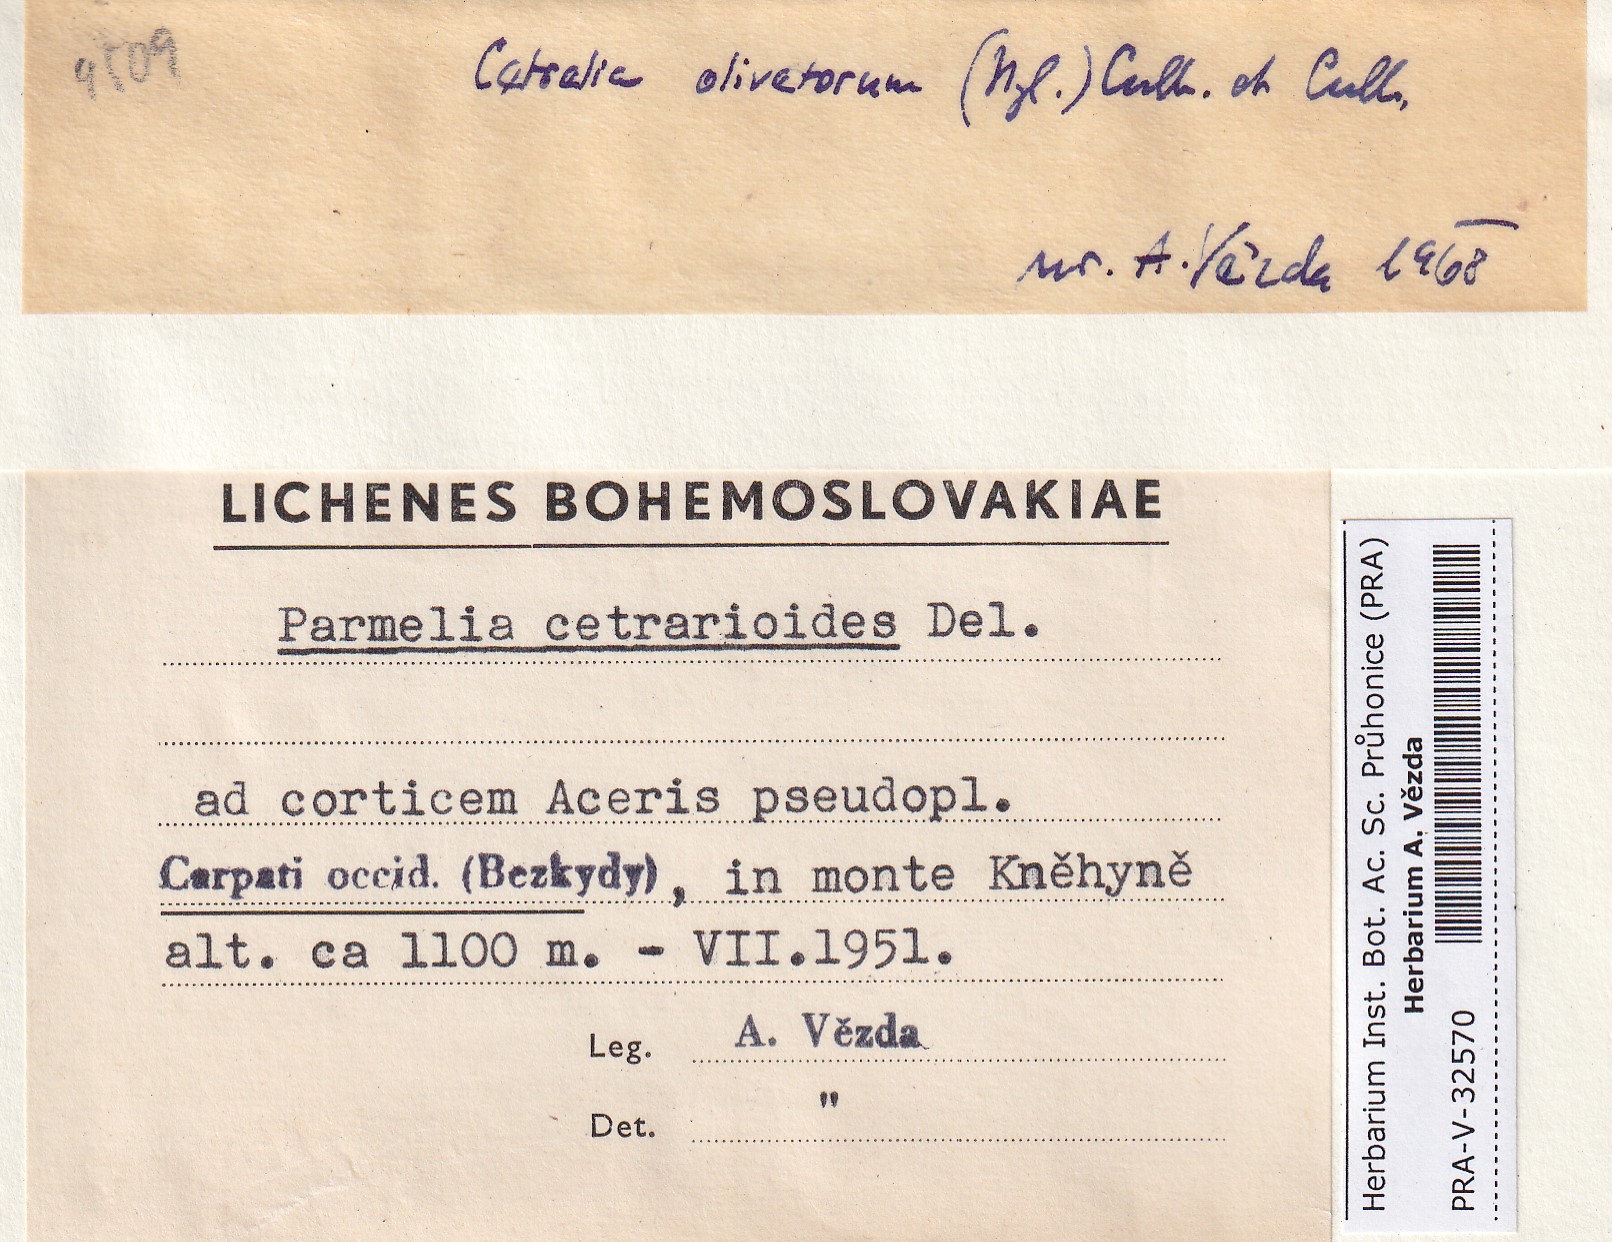 4509
Cetrelia olivetorum (Nyl.) Culb. et Culb.
rev. A. Vězda 1968
LICHENES BOHEMOSLOVAKIAE
Parmelia cetrarioides Del.
ad corticem Aceris pseudopl.
Carpati occid. (Bezkydy), in monte Kněhyně
alt. ca 1100 m. - VII.1951.
Leg. A. Vězda
Det. "
Herbarium Inst. Bot. Ac. Sc. Průhonice (PRA)
Herbarium A. Vězda
PRA-V-32570